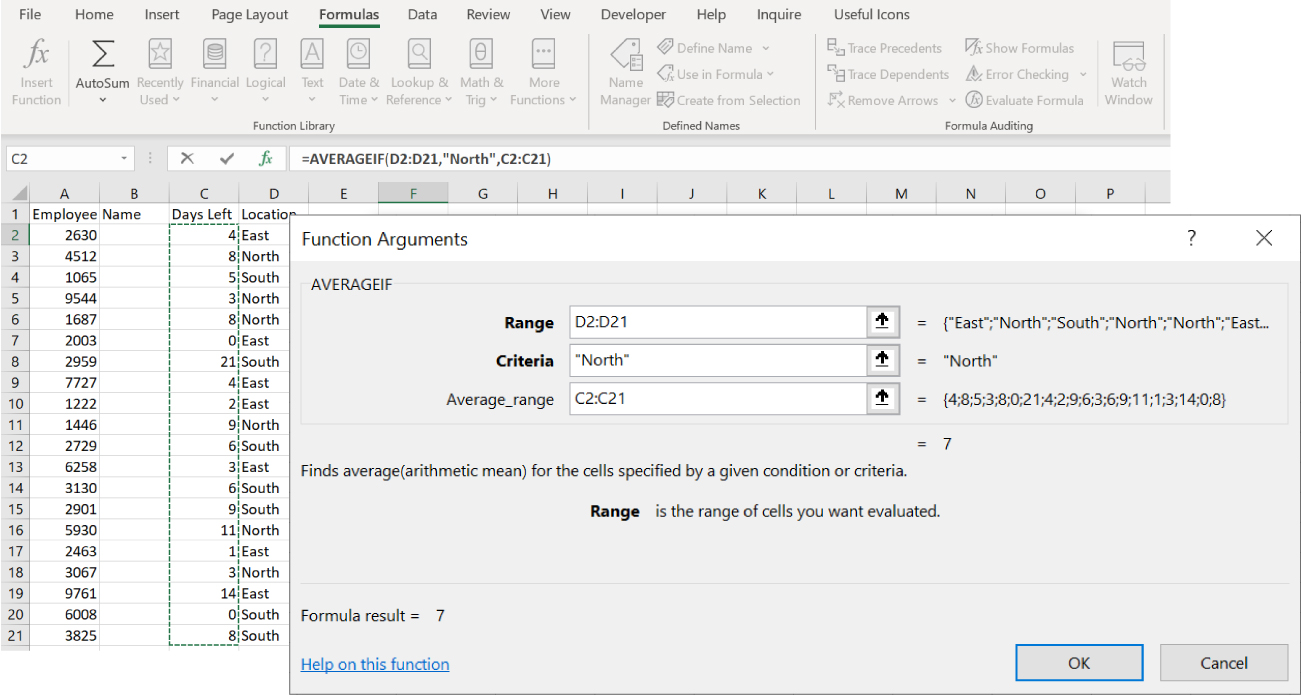 File Home Insert Page Layout Formulas Data Review View Developer Help Inquire Useful Icons
fx Σ ? A θ
Insert Function AutoSum Recently Used Financial Logical Text Date & Time Lookup & Reference Math & Trig More Functions
Function Library
Name Manager Define Name
Use in Formula
Create from Selection
Defined Names
Trace Precedents Show Formulas
Trace Dependents Error Checking
Remove Arrows Evaluate Formula
Watch Window
Formula Auditing
C2 fx =AVERAGEIF(D2:D21,"North",C2:C21)
A B C D E F G H I J K L M N O P
1 Employee Name Days Left Location
2 2630 4 East
3 4512 8 North
4 1065 5 South
5 9544 3 North
6 1687 8 North
7 2003 0 East
8 2959 21 South
9 7727 4 East
10 1222 2 East
11 1446 9 North
12 2729 6 South
13 6258 3 East
14 3130 6 South
15 2901 9 South
16 5930 11 North
17 2463 1 East
18 3067 3 North
19 9761 14 East
20 6008 0 South
21 3825 8 South
Function Arguments ?
AVERAGEIF
Range D2:D21 = {"East";"North";"South";"North";"North";"East...
Criteria "North" = "North"
Average_range C2:C21 = {4;8;5;3;8;0;21;4;2;9;6;3;6;9;11;1;3;14;0;8}
= 7
Finds average(arithmetic mean) for the cells specified by a given condition or criteria.
Range is the range of cells you want evaluated.
Formula result = 7
Help on this function
OK Cancel